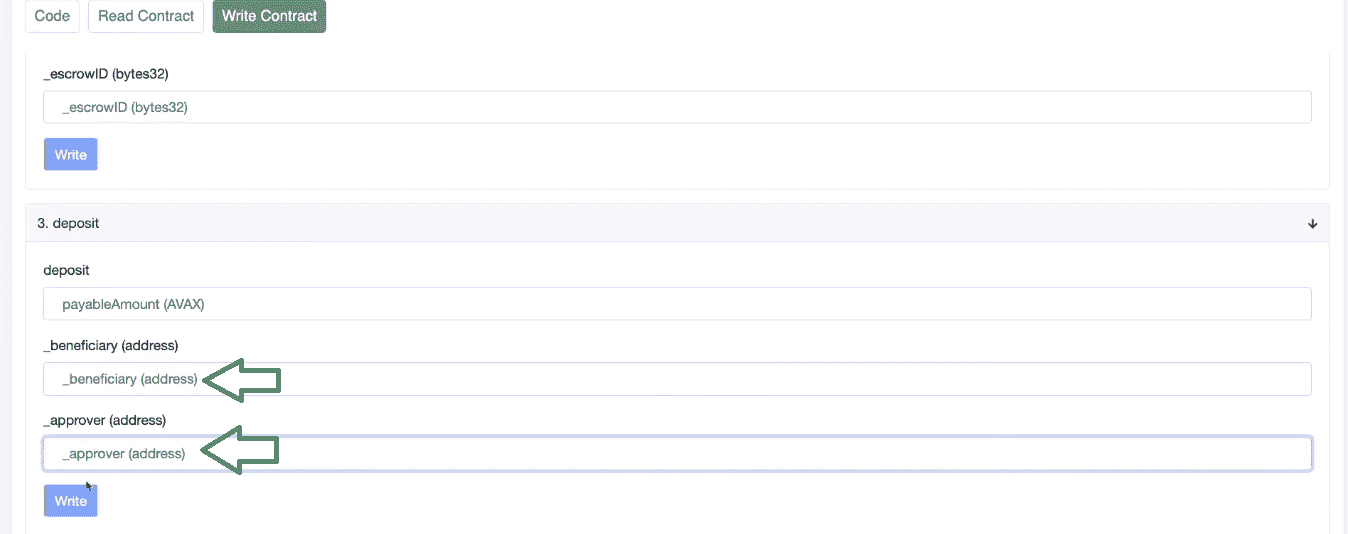 Code Read Contract Write Contract
_escrowID (bytes32)
_escrowID (bytes32)
Write
3. deposit
deposit
payableAmount (AVAX)
_beneficiary (address)
_beneficiary (address)
_approver (address)
_approver (address)
Write